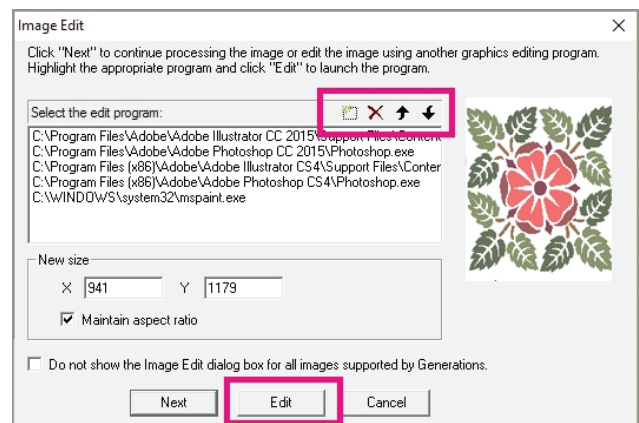 Image Edit
Click "Next" to continue processing the image or edit the image using another graphics editing program.
Highlight the appropriate program and click "Edit" to launch the program.
Select the edit program:
C:\Program Files\Adobe\Adobe Illustrator CC 2015\Support Files\Content
C:\Program Files\Adobe\Adobe Photoshop CC 2015\Photoshop.exe
C:\Program Files (x86)\Adobe\Adobe Illustrator CS4\Support Files\Conter
C:\Program Files (x86)\Adobe\Adobe Photoshop CS4\Photoshop.exe
C:\WINDOWS\system32\mspaint.exe
New size
X 941 Y 1179
Maintain aspect ratio
Do not show the Image Edit dialog box for all images supported by Generations.
Next Edit Cancel